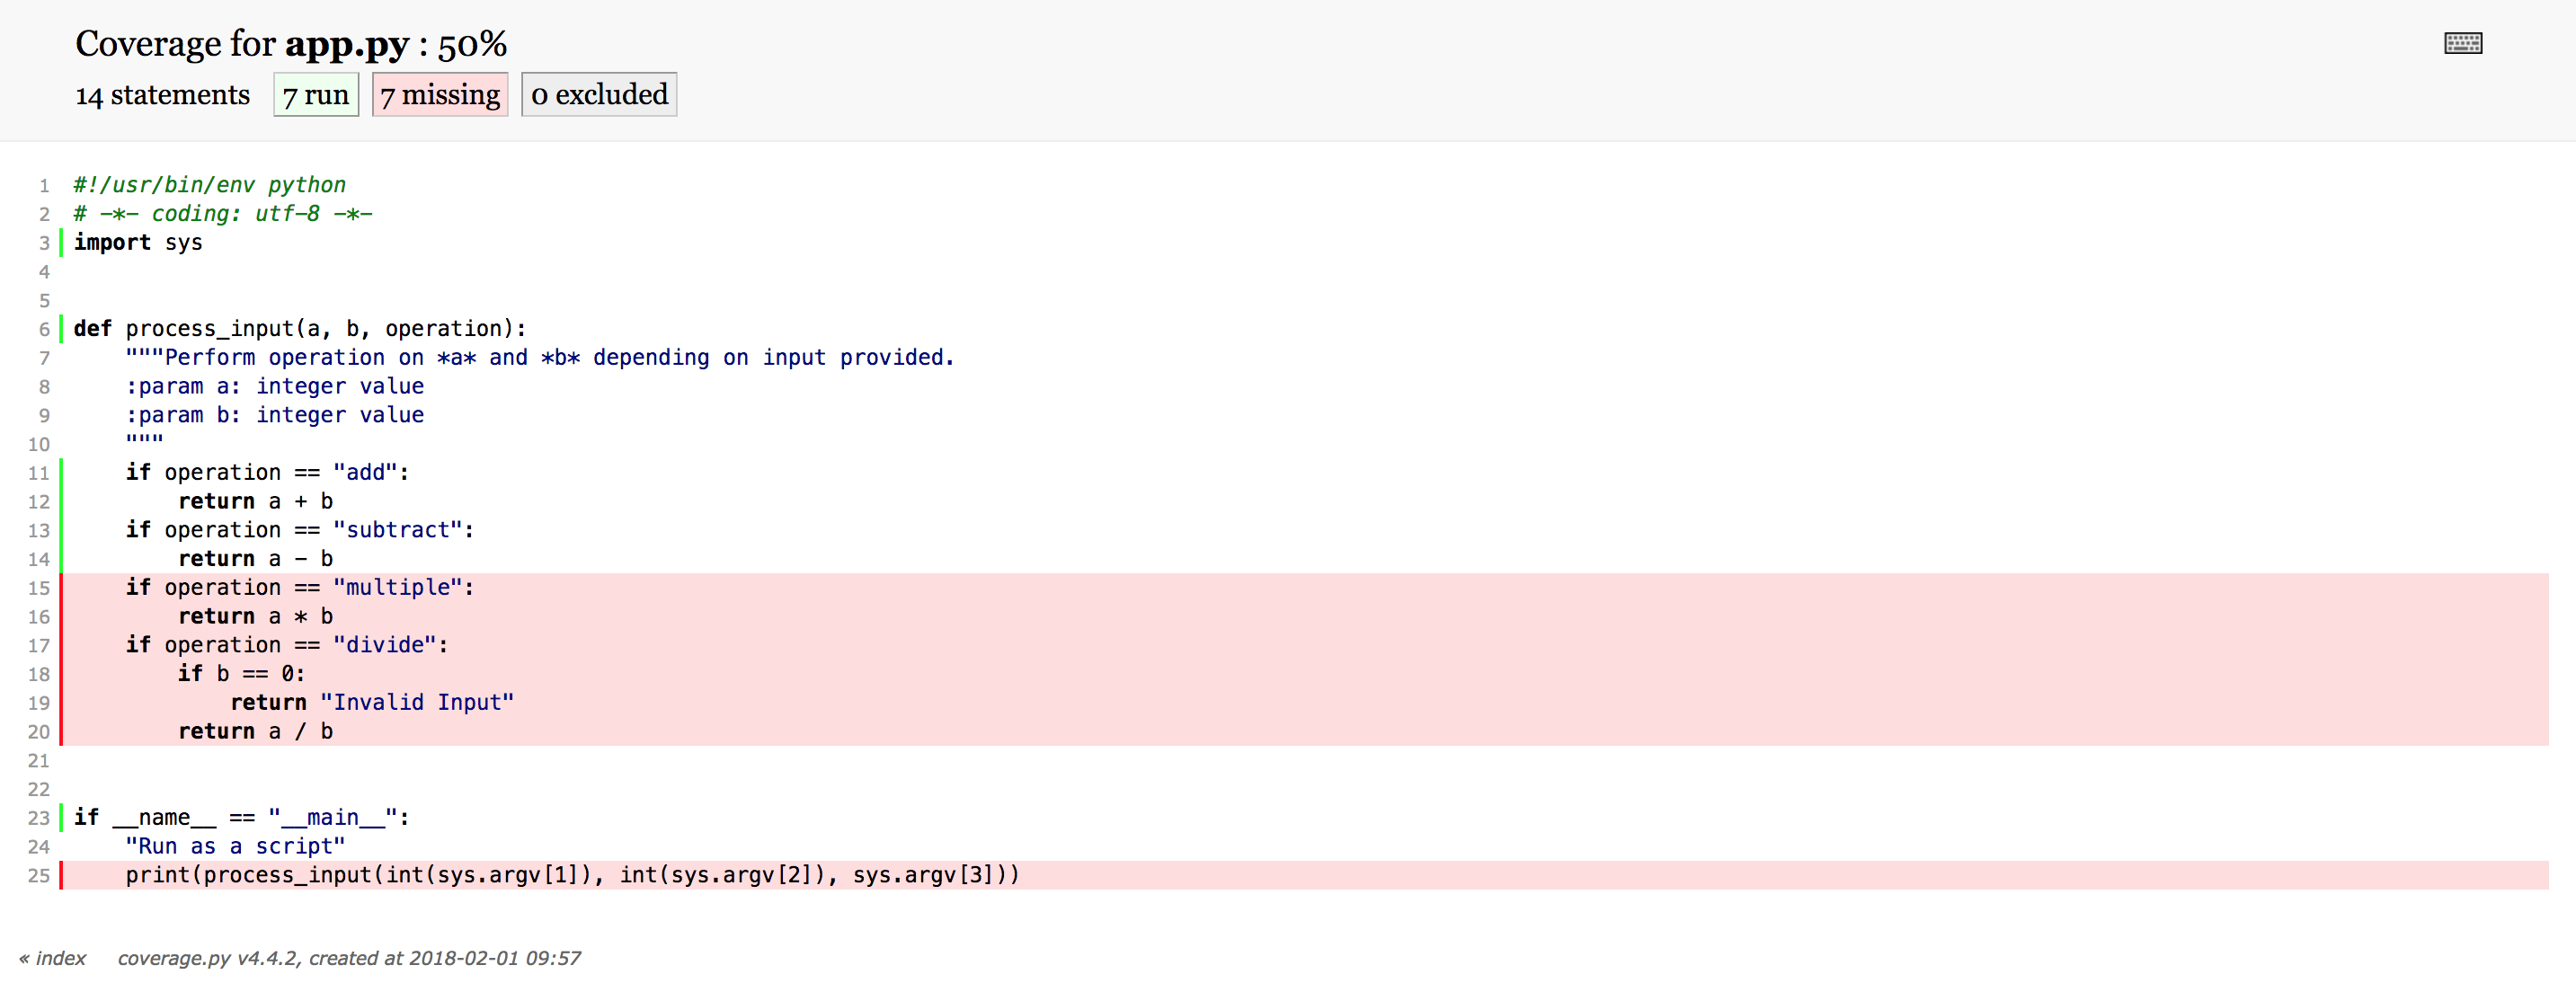 Coverage for app.py : 50%
14 statements 7 run 7 missing 0 excluded
1 #!/usr/bin/env python
2 # -*- coding: utf-8 -*-
3 import sys
4
5
6 def process_input(a, b, operation):
7     """Perform operation on *a* and *b* depending on input provided.
8     :param a: integer value
9     :param b: integer value
10     """
11     if operation == "add":
12         return a + b
13     if operation == "subtract":
14         return a - b
15     if operation == "multiple":
16         return a * b
17     if operation == "divide":
18         if b == 0:
19             return "Invalid Input"
20         return a / b
21
22
23 if __name__ == "__main__":
24     "Run as a script"
25     print(process_input(int(sys.argv[1]), int(sys.argv[2]), sys.argv[3]))
« index coverage.py v4.4.2, created at 2018-02-01 09:57